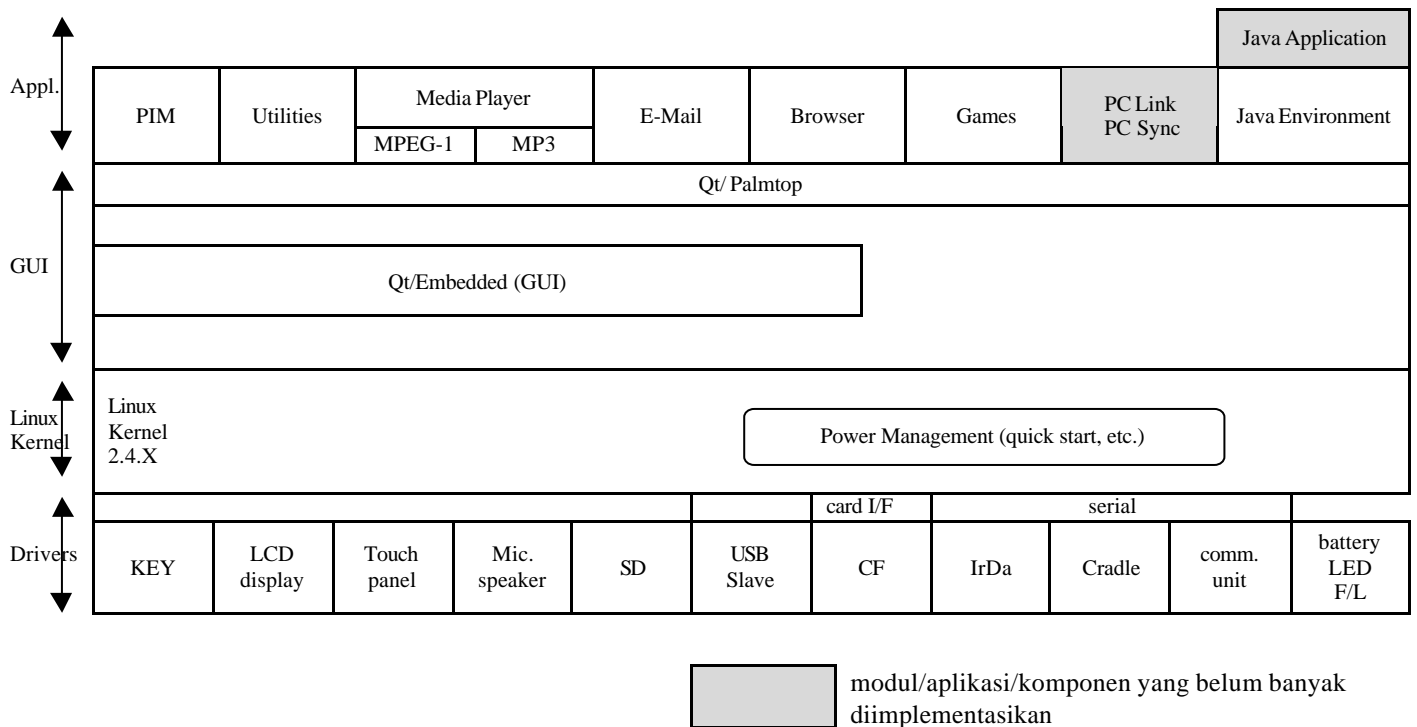 Java Application
Appl.
PIM
Utilities
Media Player
MPEG-1
MP3
E-Mail
Browser
Games
PC Link
PC Sync
Java Environment
Qt/ Palmtop
GUI
Qt/Embedded (GUI)
Linux
Kernel
Linux
Kernel
2.4.X
Power Management (quick start, etc.)
card I/F
serial
Drivers
KEY
LCD
display
Touch
panel
Mic.
speaker
SD
USB
Slave
CF
IrDa
Cradle
comm.
unit
battery
LED
F/L
modul/aplikasi/komponen yang belum banyak
diimplementasikan